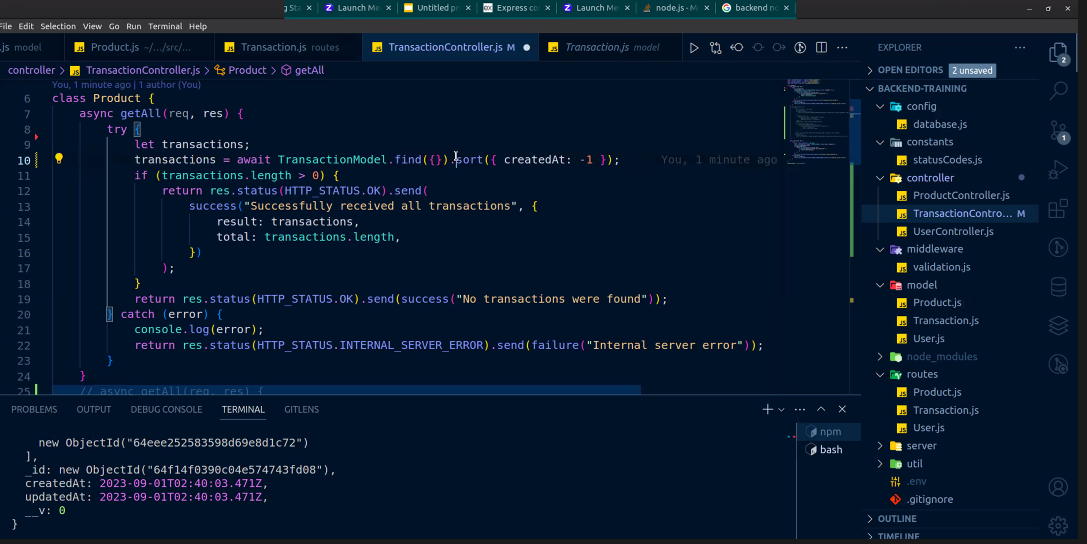 g Sta
Launch Me
Untitled pr
Express co
Launch Me
node.js - M
backend n
File Edit View Go Run Terminal Help
.js model
Product.js ~/.../src/...
Transaction.js routes
TransactionController.js M
Transaction.js model
EXPLORER
controller > TransactionController.js > Product > getAll
OPEN EDITORS 2 unsaved
2
BACKEND-TRAINING
config
database.js
constants
statusCodes.js
controller
ProductController.js
TransactionContro... M
UserController.js
middleware
validation.js
model
Product.js
Transaction.js
User.js
node_modules
routes
Product.js
Transaction.js
User.js
server
util
.env
.gitignore
OUTLINE
TIMELINE
You, 1 minute ago | 1 author (You)
6 class Product {
7 async getAll(req, res) {
8 try {
9 let transactions;
10 transactions = await TransactionModel.find({}).sort({ createdAt: -1 }); You, 1 minute ago
11 if (transactions.length > 0) {
12 return res.status(HTTP_STATUS.OK).send(
13 success("Successfully received all transactions", {
14 result: transactions,
15 total: transactions.length,
16 })
17 );
18 }
19 return res.status(HTTP_STATUS.OK).send(success("No transactions were found"));
20 } catch (error) {
21 console.log(error);
22 return res.status(HTTP_STATUS.INTERNAL_SERVER_ERROR).send(failure("Internal server error"));
23 }
24 }
25 // async getAll(req, res) {
PROBLEMS OUTPUT DEBUG CONSOLE TERMINAL GITLENS
npm
bash
new ObjectId("64eee252583598d69e8d1c72")
],
_id: new ObjectId("64f14f0390c04e574743fd08"),
createdAt: 2023-09-01T02:40:03.471Z,
updatedAt: 2023-09-01T02:40:03.471Z,
__v: 0
}